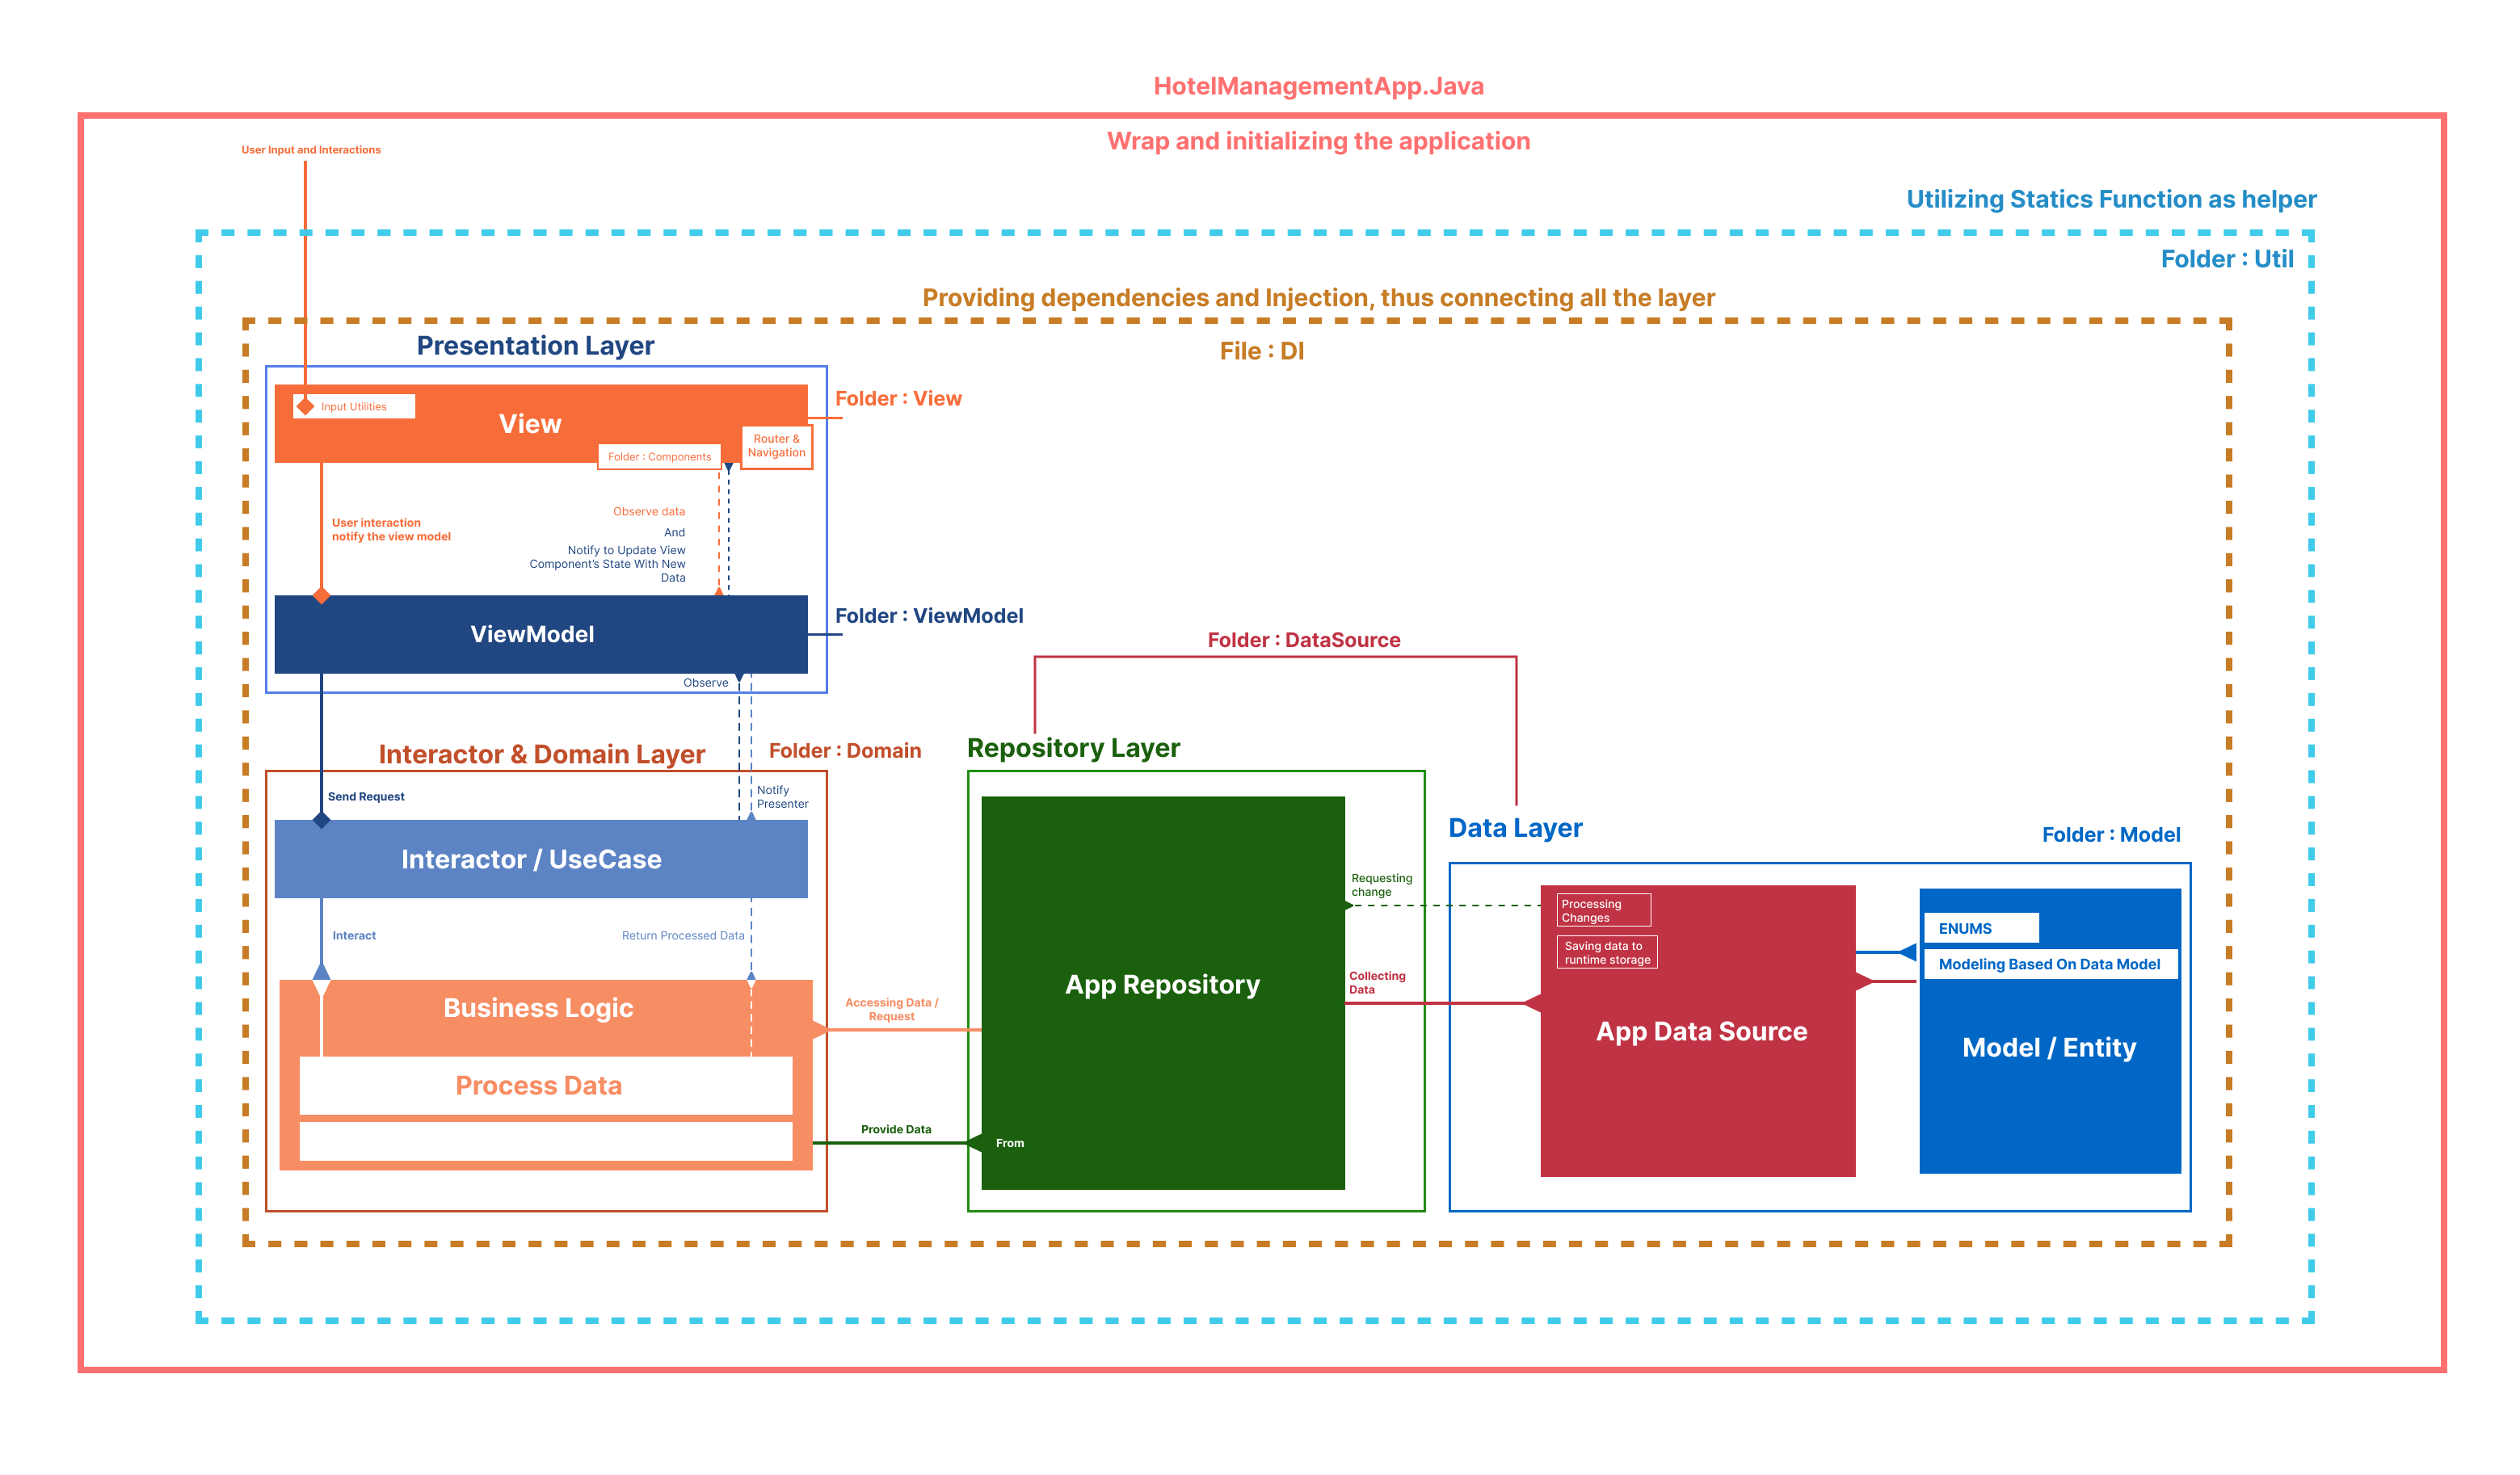 HotelManagementApp.Java
Wrap and initializing the application
User Input and Interactions
Utilizing Statics Function as helper
Folder : Util
Providing dependencies and Injection, thus connecting all the layer
File : DI
Presentation Layer
Input Utilities
View
Folder : View
Router &
Navigation
Folder : Components
Observe data
And
Notify to Update View
Component's State With New
Data
User interaction
notify the view model
ViewModel
Folder : ViewModel
Observe
Folder : DataSource
Interactor & Domain Layer
Folder : Domain
Send Request
Notify
Presenter
Interactor / UseCase
Interact
Return Processed Data
Business Logic
Process Data
Accessing Data /
Request
Provide Data
Repository Layer
App Repository
From
Requesting
change
Collecting
Data
Data Layer
Folder : Model
Processing
Changes
Saving data to
runtime storage
App Data Source
ENUMS
Modeling Based On Data Model
Model / Entity